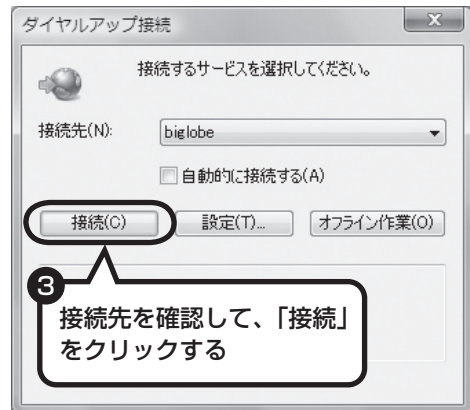 ダイヤルアップ接続
接続するサービスを選択してください。
接続先(N):
biglobe
自動的に接続する(A)
接続(C)
設定(T)...
オフライン作業(O)
3
接続先を確認して、「接続」
をクリックする